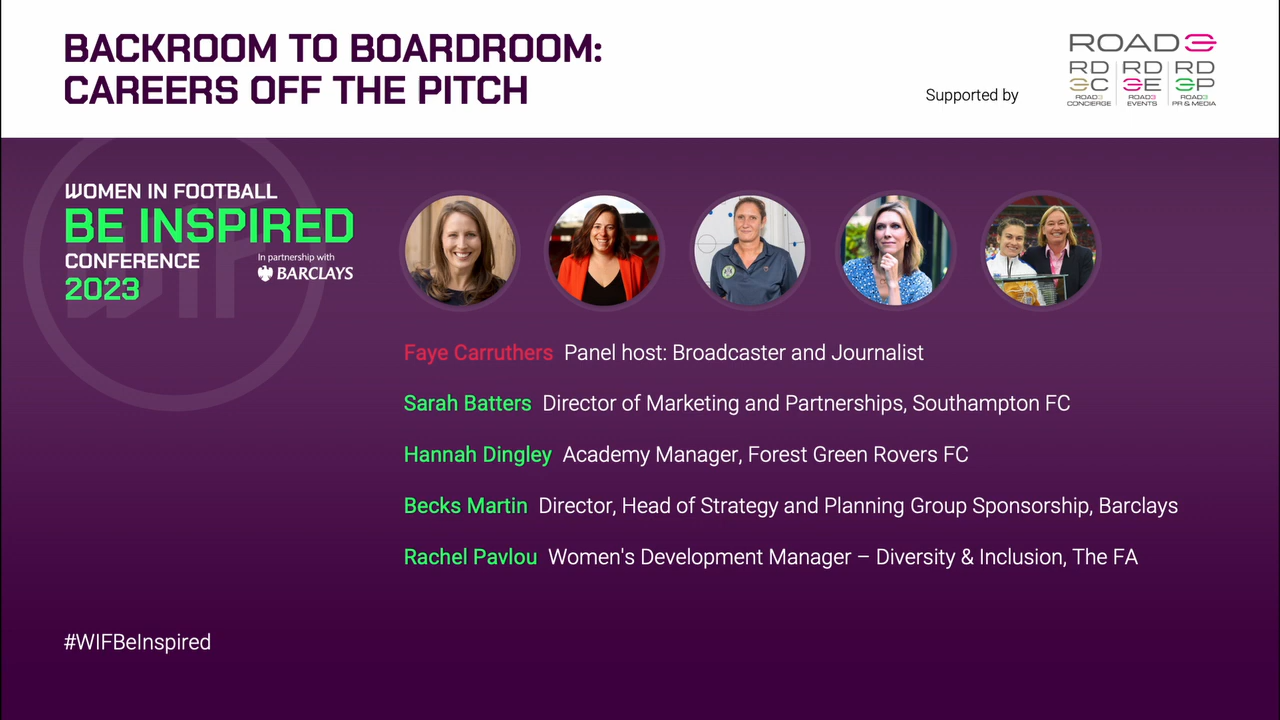 BACKROOM TO BOARDROOM:
CAREERS OFF THE PITCH
Supported by
ROAD3
RD RD RD
3C 3E 3P
ROAD3 ROAD3 ROAD3
CONCIERGE EVENTS PR & MEDIA
WOMEN IN FOOTBALL
BE INSPIRED
CONFERENCE
2023
In partnership with
BARCLAYS
WIF
Faye Carruthers Panel host: Broadcaster and Journalist
Sarah Batters Director of Marketing and Partnerships, Southampton FC
Hannah Dingley Academy Manager, Forest Green Rovers FC
Becks Martin Director, Head of Strategy and Planning Group Sponsorship, Barclays
Rachel Pavlou Women's Development Manager – Diversity & Inclusion, The FA
#WIFBeInspired